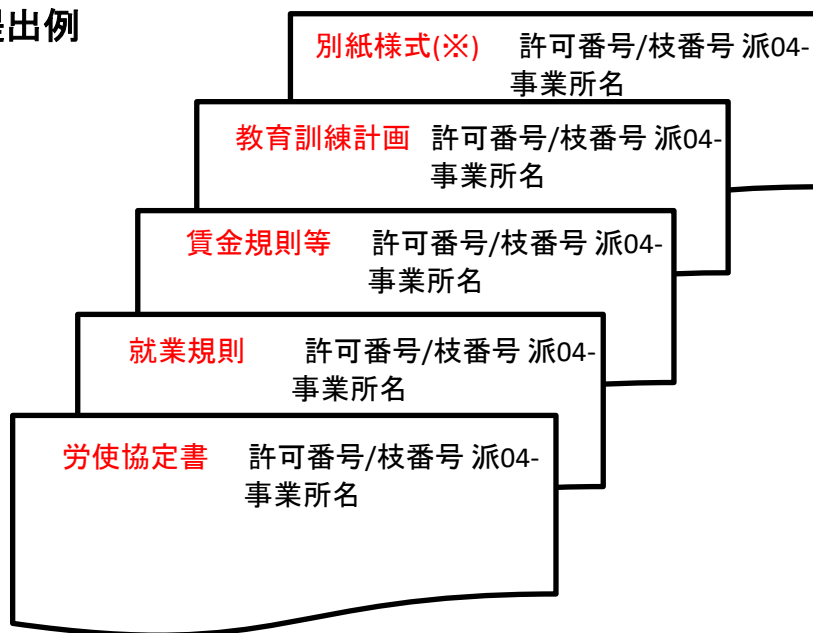 提出例
別紙様式(※) 許可番号/枝番号 派04-
事業所名
教育訓練計画 許可番号/枝番号 派04-
事業所名
賃金規則等 許可番号/枝番号 派04-
事業所名
就業規則 許可番号/枝番号 派04-
事業所名
労使協定書 許可番号/枝番号 派04-
事業所名